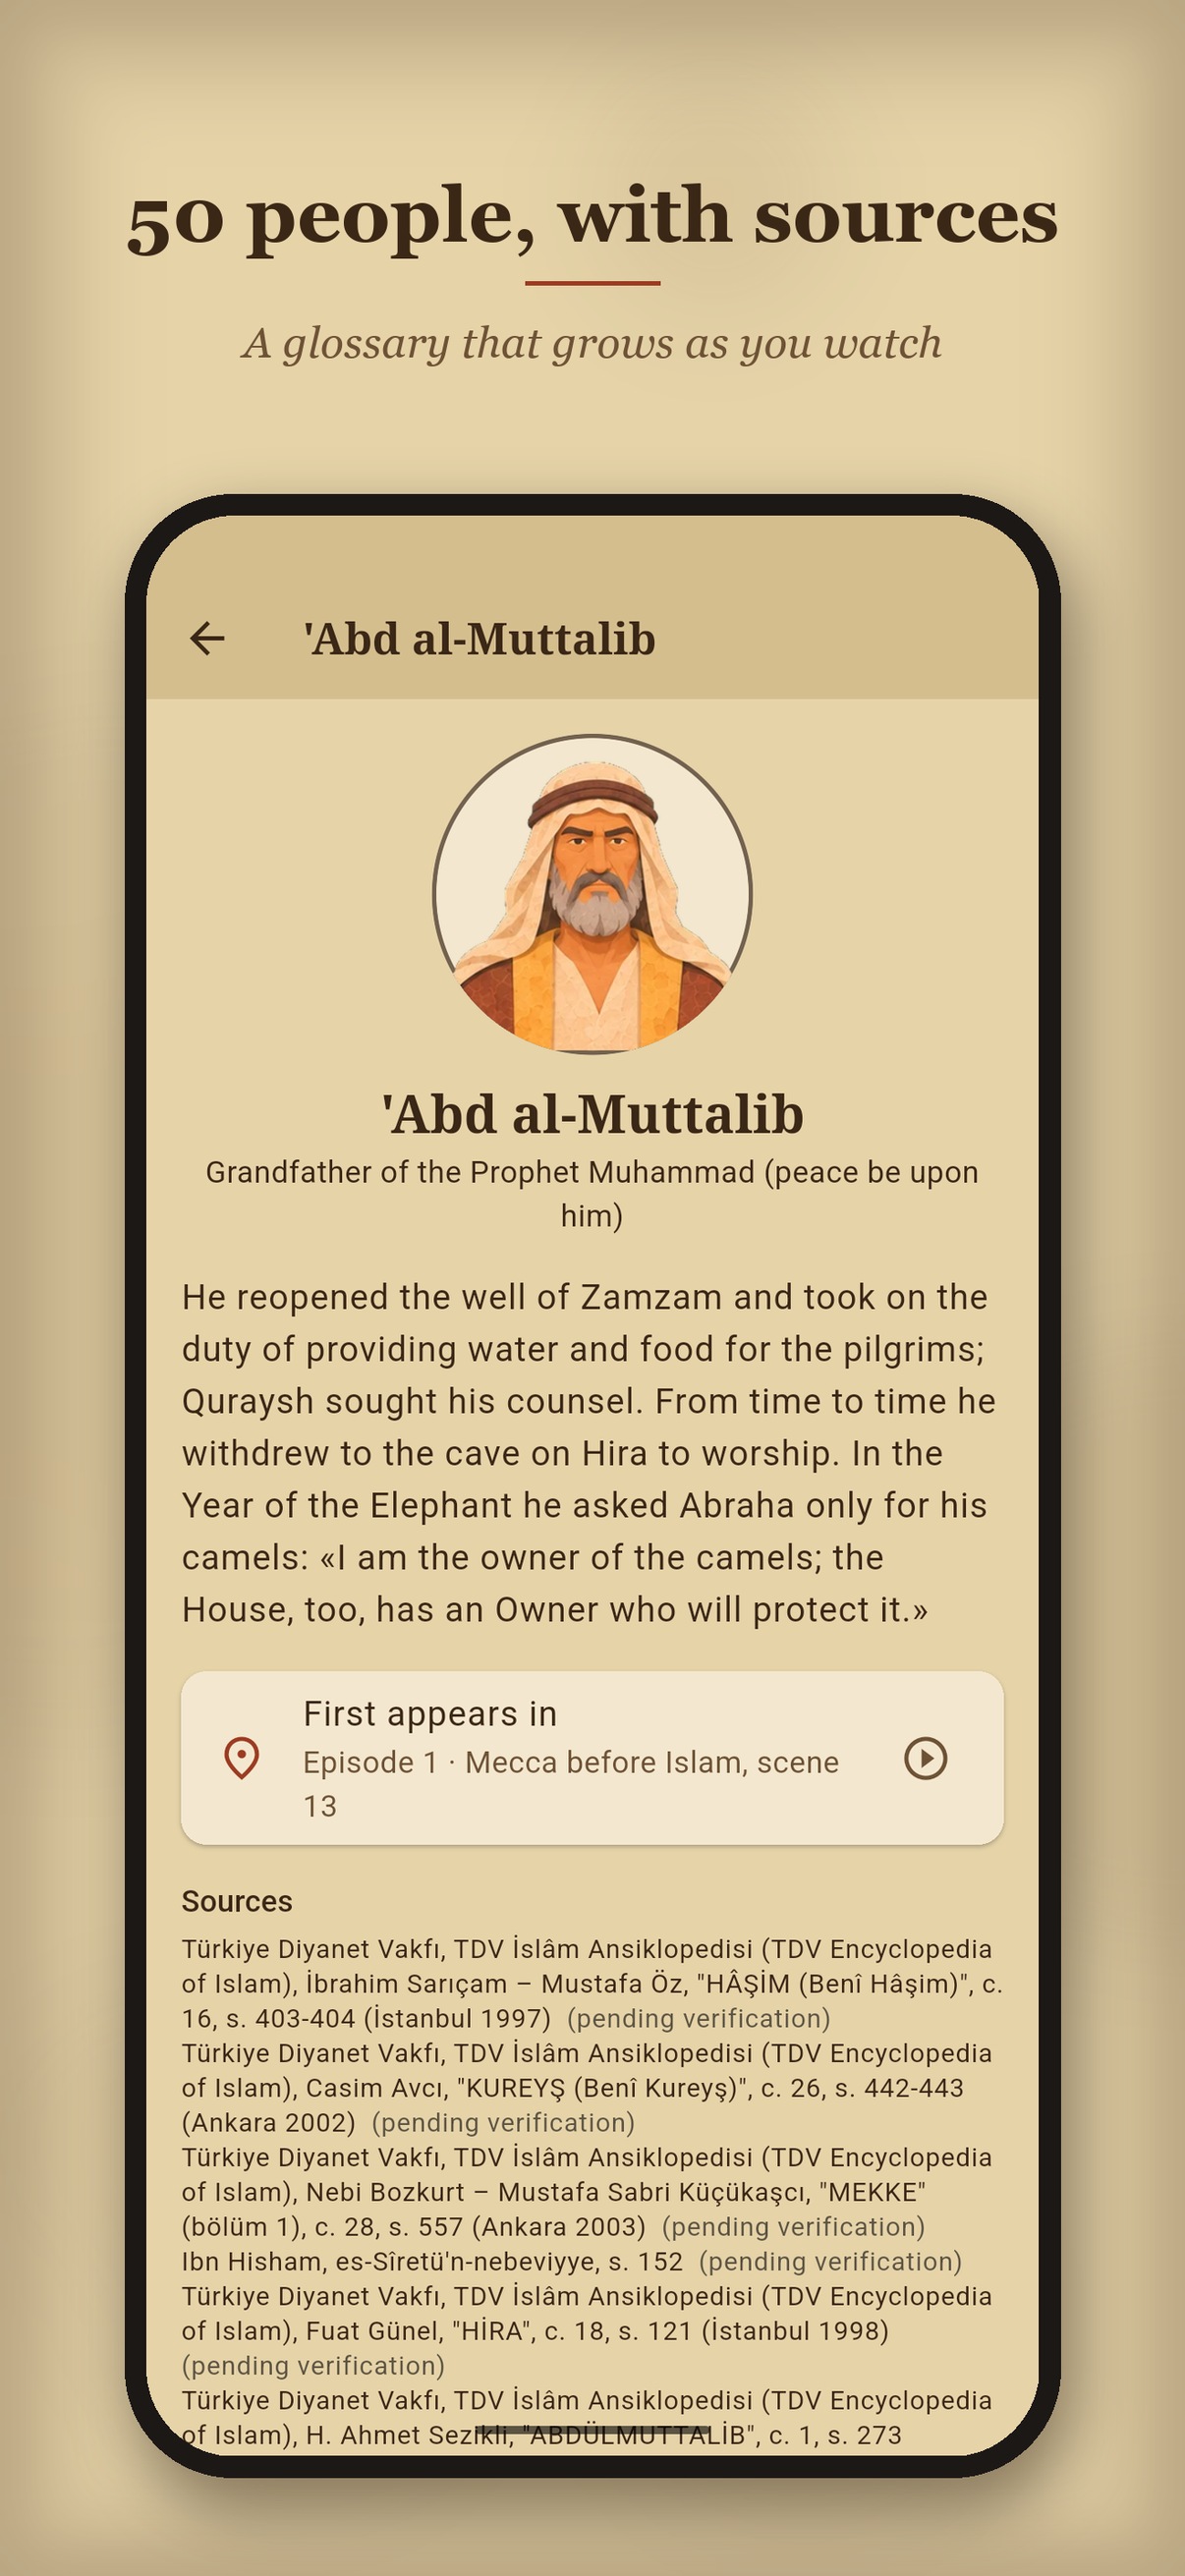 50 people, with sources
A glossary that grows as you watch
'Abd al-Muttalib
'Abd al-Muttalib
Grandfather of the Prophet Muhammad (peace be upon
him)
He reopened the well of Zamzam and took on the
duty of providing water and food for the pilgrims;
Quraysh sought his counsel. From time to time he
withdrew to the cave on Hira to worship. In the
Year of the Elephant he asked Abraha only for his
camels: «I am the owner of the camels; the
House, too, has an Owner who will protect it.»
First appears in
Episode 1 · Mecca before Islam, scene
13
Sources
Türkiye Diyanet Vakfı, TDV İslâm Ansiklopedisi (TDV Encyclopedia
of Islam), İbrahim Sarıçam – Mustafa Öz, "HÂŞİM (Benî Hâşim)", c.
16, s. 403-404 (İstanbul 1997) (pending verification)
Türkiye Diyanet Vakfı, TDV İslâm Ansiklopedisi (TDV Encyclopedia
of Islam), Casim Avcı, "KUREYŞ (Benî Kureyş)", c. 26, s. 442-443
(Ankara 2002) (pending verification)
Türkiye Diyanet Vakfı, TDV İslâm Ansiklopedisi (TDV Encyclopedia
of Islam), Nebi Bozkurt – Mustafa Sabri Küçükaşcı, "MEKKE"
(bölüm 1), c. 28, s. 557 (Ankara 2003) (pending verification)
Ibn Hisham, es-Sîretü'n-nebeviyye, s. 152 (pending verification)
Türkiye Diyanet Vakfı, TDV İslâm Ansiklopedisi (TDV Encyclopedia
of Islam), Fuat Günel, "HİRA", c. 18, s. 121 (İstanbul 1998)
(pending verification)
Türkiye Diyanet Vakfı, TDV İslâm Ansiklopedisi (TDV Encyclopedia
of Islam), H. Ahmet Sezikli, "ABDÜLMUTTALİB", c. 1, s. 273